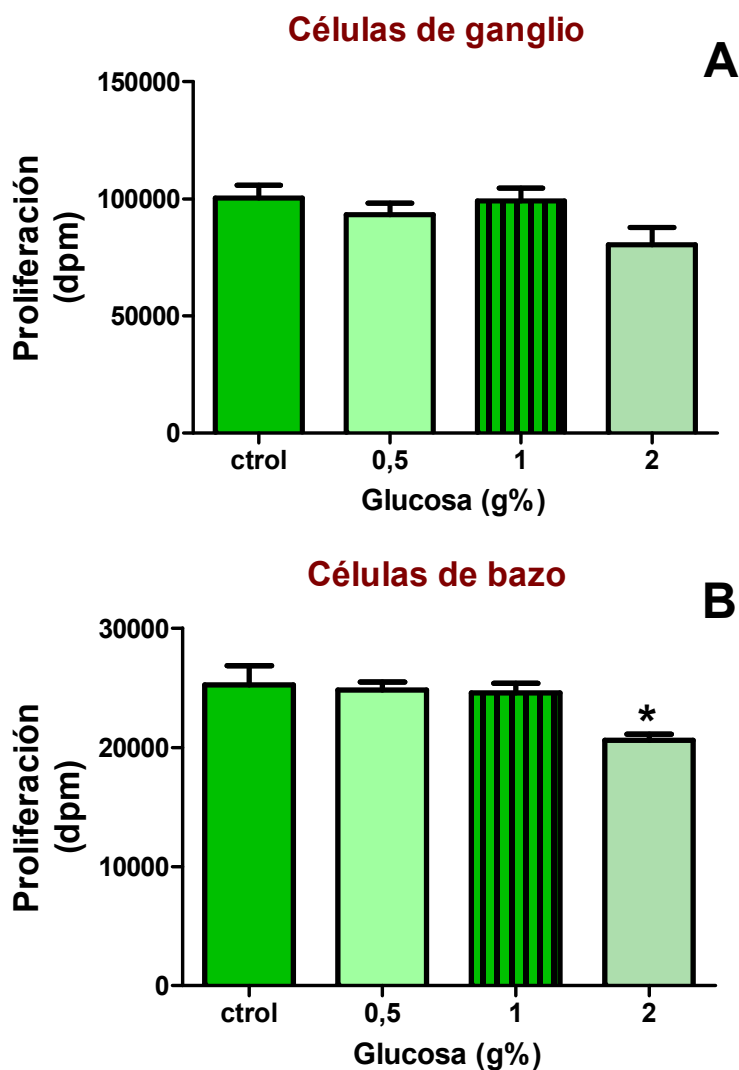 Células de ganglio
A
150000
100000
50000
0
Proliferación
(dpm)
ctrol 0,5 1 2
Glucosa (g%)
Células de bazo
B
30000
20000
10000
0
Proliferación
(dpm)
*
ctrol 0,5 1 2
Glucosa (g%)